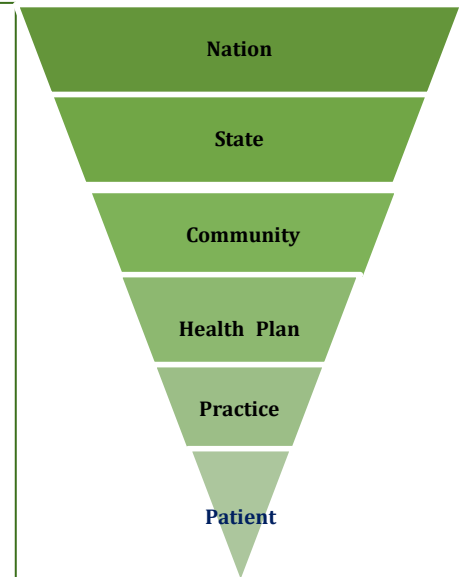 Nation
State
Community
Health Plan
Practice
Patient